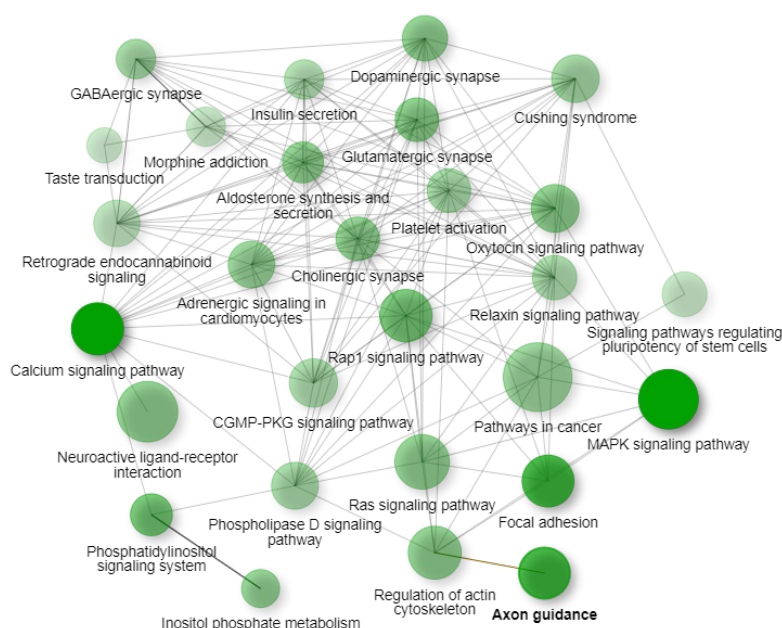 Dopaminergic synapse
GABAergic synapse
Insulin secretion
Cushing syndrome
Glutamatergic synapse
Morphine addiction
Taste transduction
Aldosterone synthesis and
secretion
Platelet activation
Oxytocin signaling pathway
Retrograde endocannabinoid
signaling
Cholinergic synapse
Adrenergic signaling in
cardiomyocytes
Relaxin signaling pathway
Signaling pathways regulating
pluripotency of stem cells
Rap1 signaling pathway
Calcium signaling pathway
CGMP-PKG signaling pathway
Pathways in cancer
MAPK signaling pathway
Neuroactive ligand-receptor
interaction
Ras signaling pathway
Focal adhesion
Phospholipase D signaling
pathway
Phosphatidylinositol
signaling system
Regulation of actin
cytoskeleton
Axon guidance
Inositol phosphate metabolism